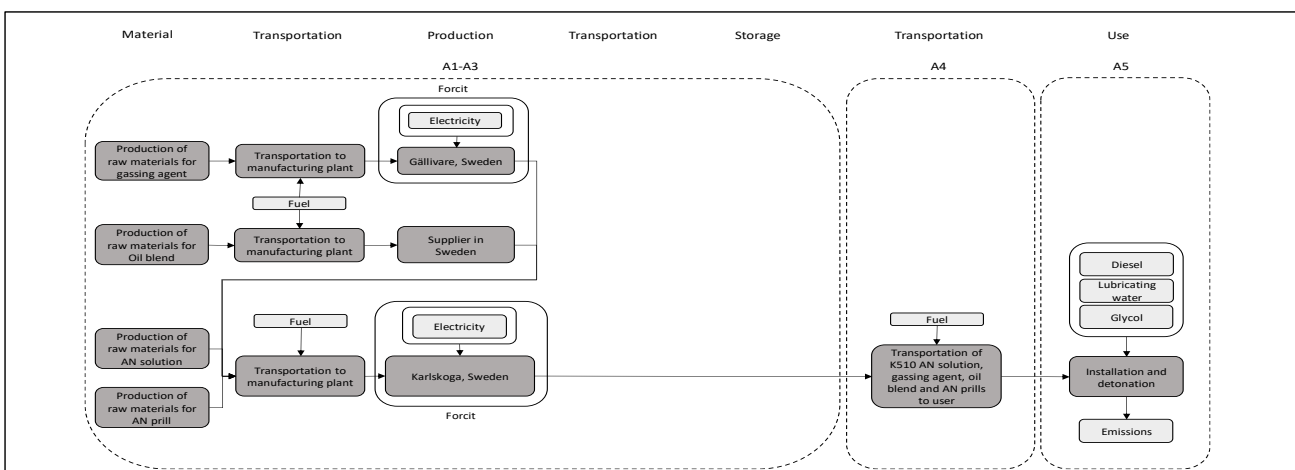 Material
Transportation
Production
Transportation
Storage
Transportation
Use
A1-A3
A4
A5
Forcit
Electricity
Production of
raw materials for
gassing agent
Transportation to
manufacturing plant
Gällivare, Sweden
Fuel
Production of
raw materials for
Oil blend
Transportation to
manufacturing plant
Supplier in
Sweden
Diesel
Lubricating
water
Glycol
Production of
raw materials for
AN solution
Fuel
Transportation to
manufacturing plant
Electricity
Karlskoga, Sweden
Fuel
Transportation of
K510 AN solution,
gassing agent, oil
blend and AN prills
to user
Installation and
detonation
Production of
raw materials for
AN prill
Forcit
Emissions